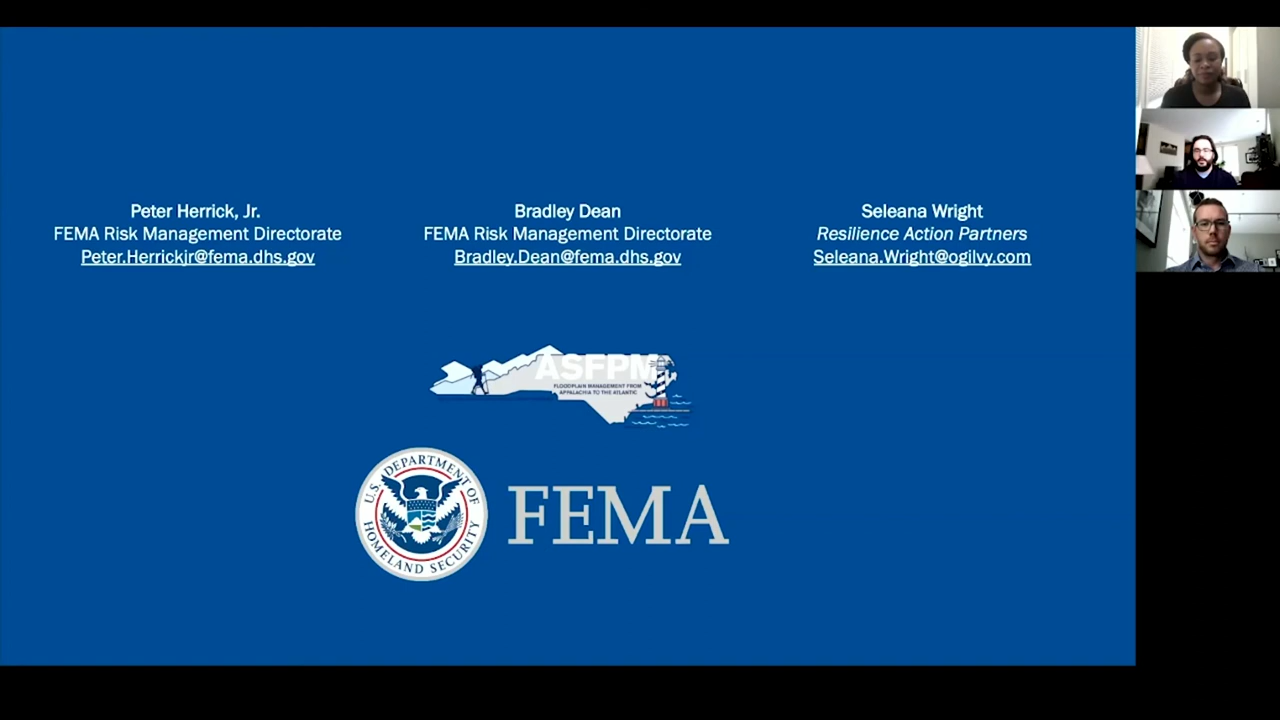 Peter Herrick, Jr.
FEMA Risk Management Directorate
Peter.Herrickjr@fema.dhs.gov
Bradley Dean
FEMA Risk Management Directorate
Bradley.Dean@fema.dhs.gov
Seleana Wright
Resilience Action Partners
Seleana.Wright@ogilvy.com
ASFPM
FLOODPLAIN MANAGEMENT FROM
APPALACHIA TO THE ATLANTIC
U.S. DEPARTMENT OF
HOMELAND SECURITY
FEMA